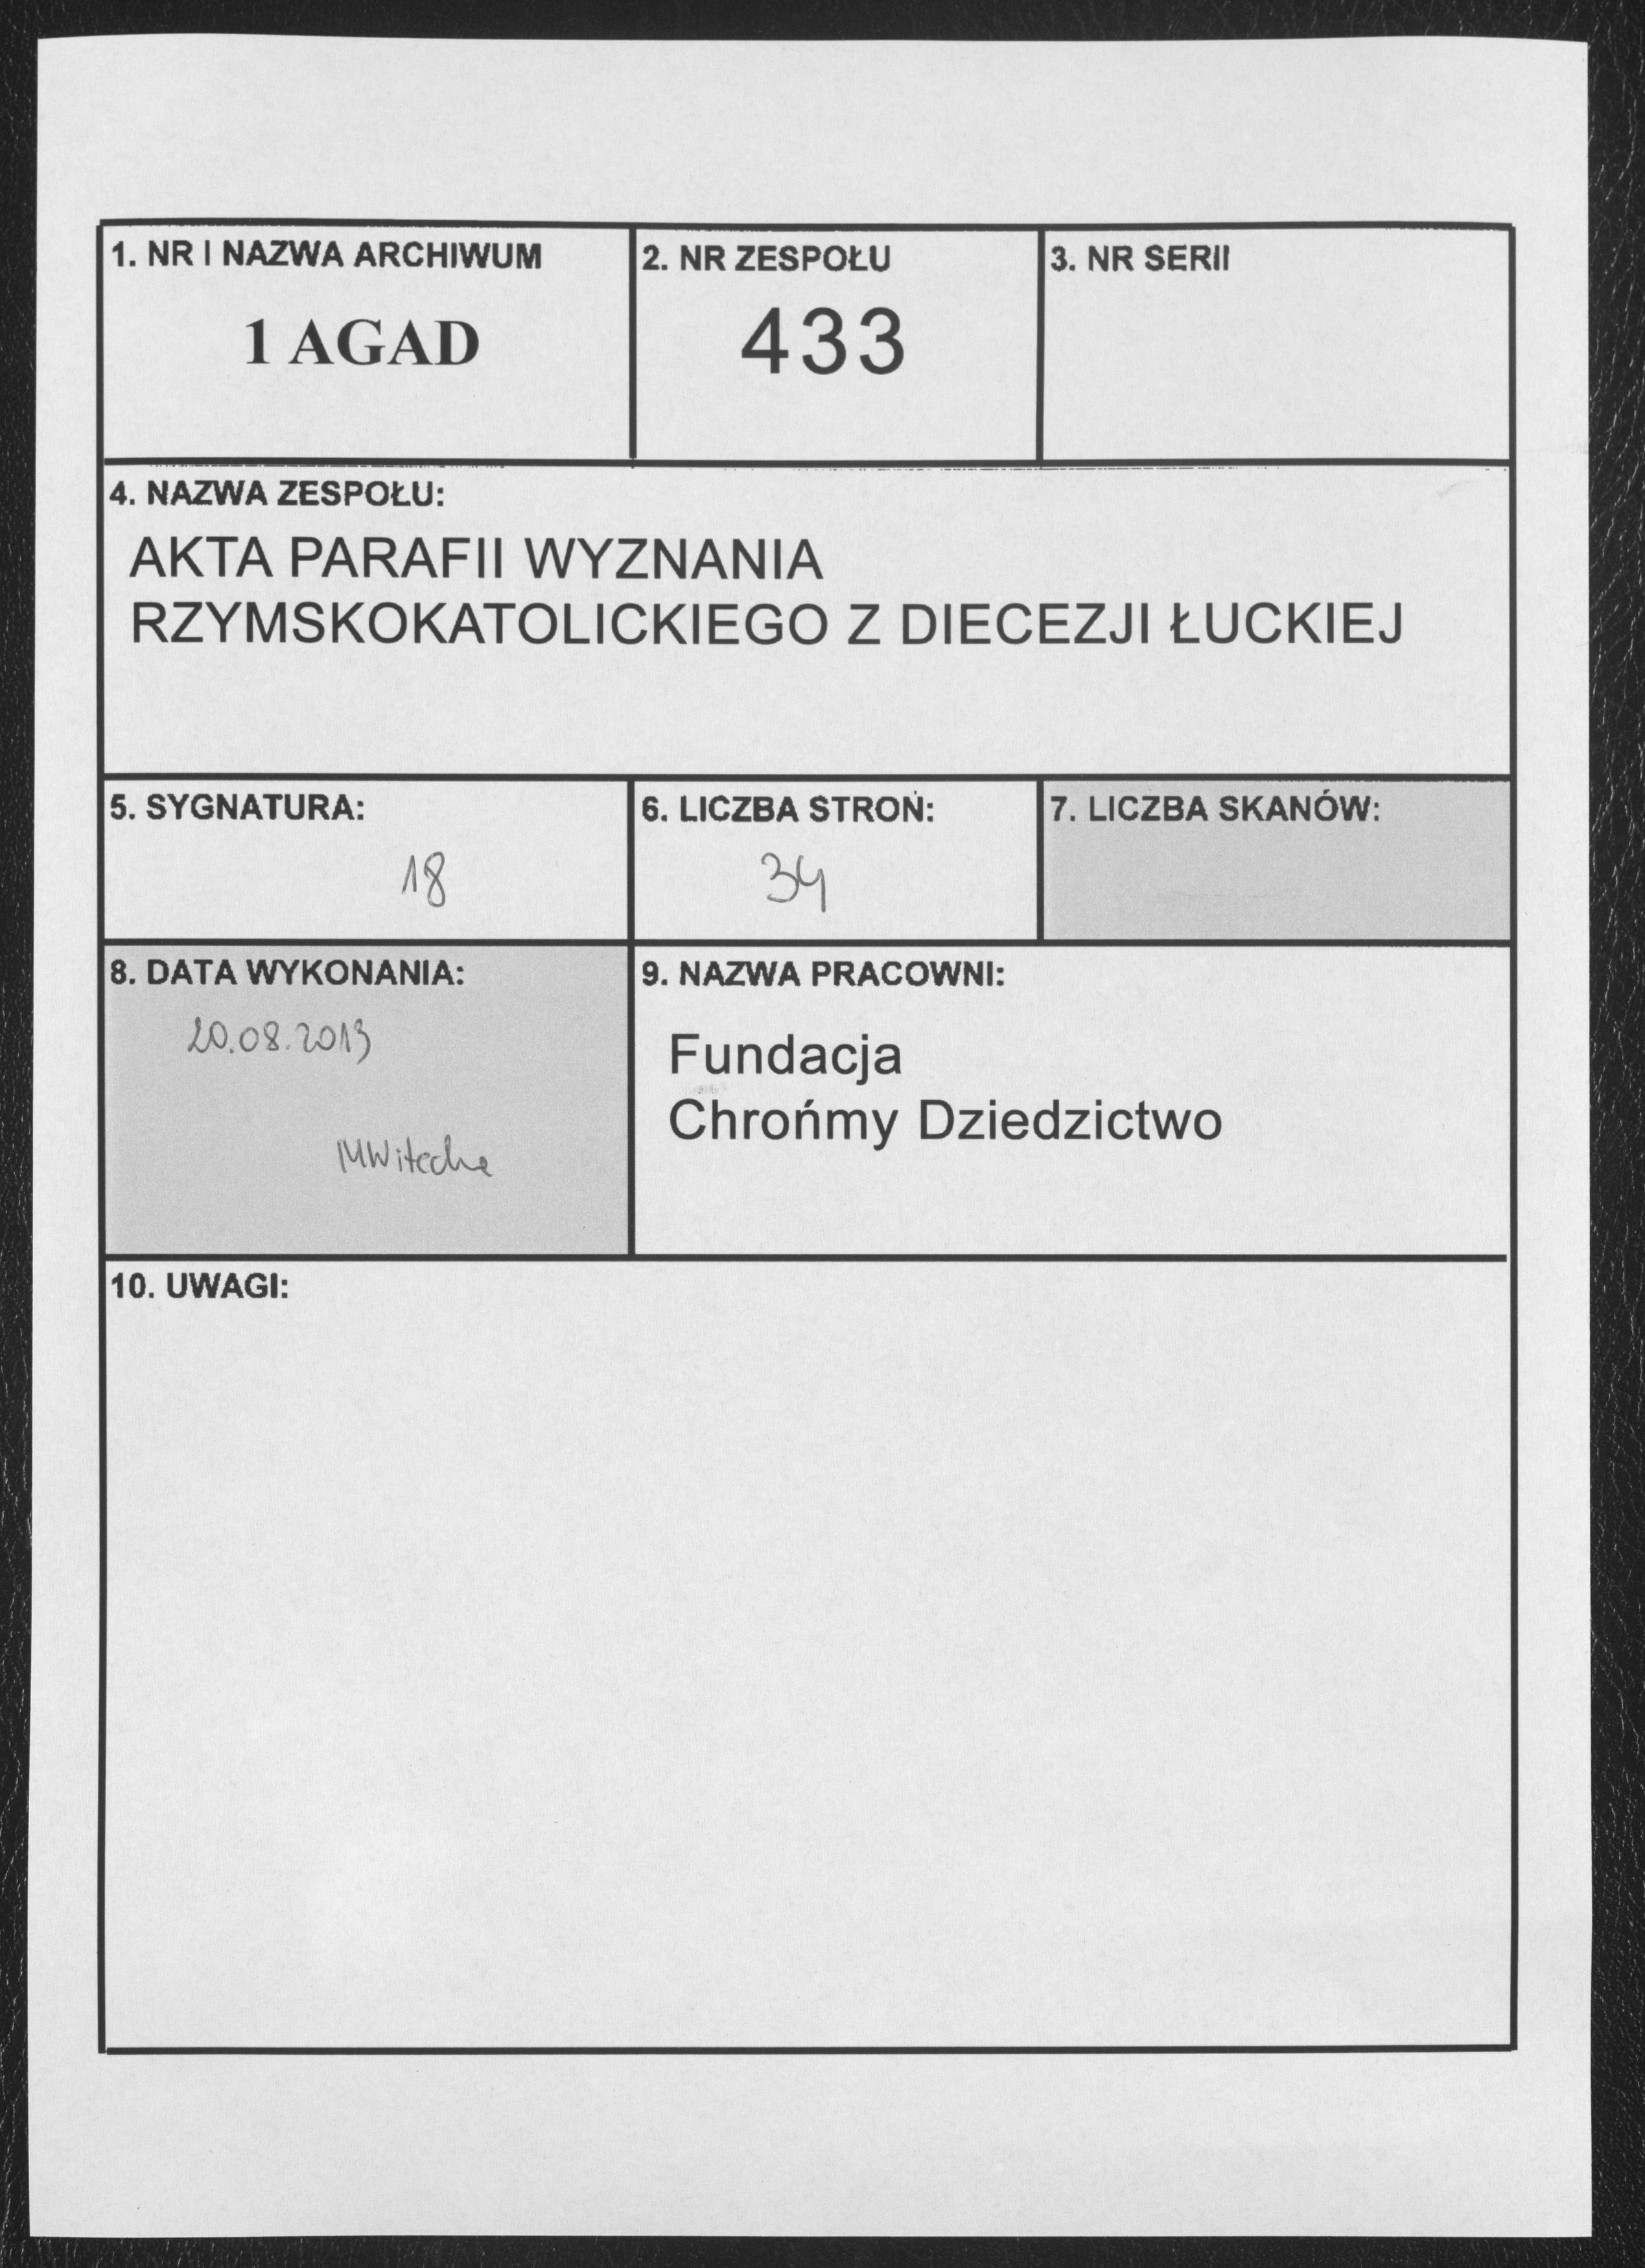 1. NR I NAZWA ARCHIWUM
1 AGAD
2. NR ZESPOŁU
433
3. NR SERII
4. NAZWA ZESPOŁU:
AKTA PARAFII WYZNANIA
RZYMSKOKATOLICKIEGO Z DIECEZJI ŁUCKIEJ
5. SYGNATURA:
18
6. LICZBA STRON:
34
7. LICZBA SKANÓW:
8. DATA WYKONANIA:
20.08.2013
9. NAZWA PRACOWNI:
Fundacja
Chrońmy Dziedzictwo
10. UWAGI: